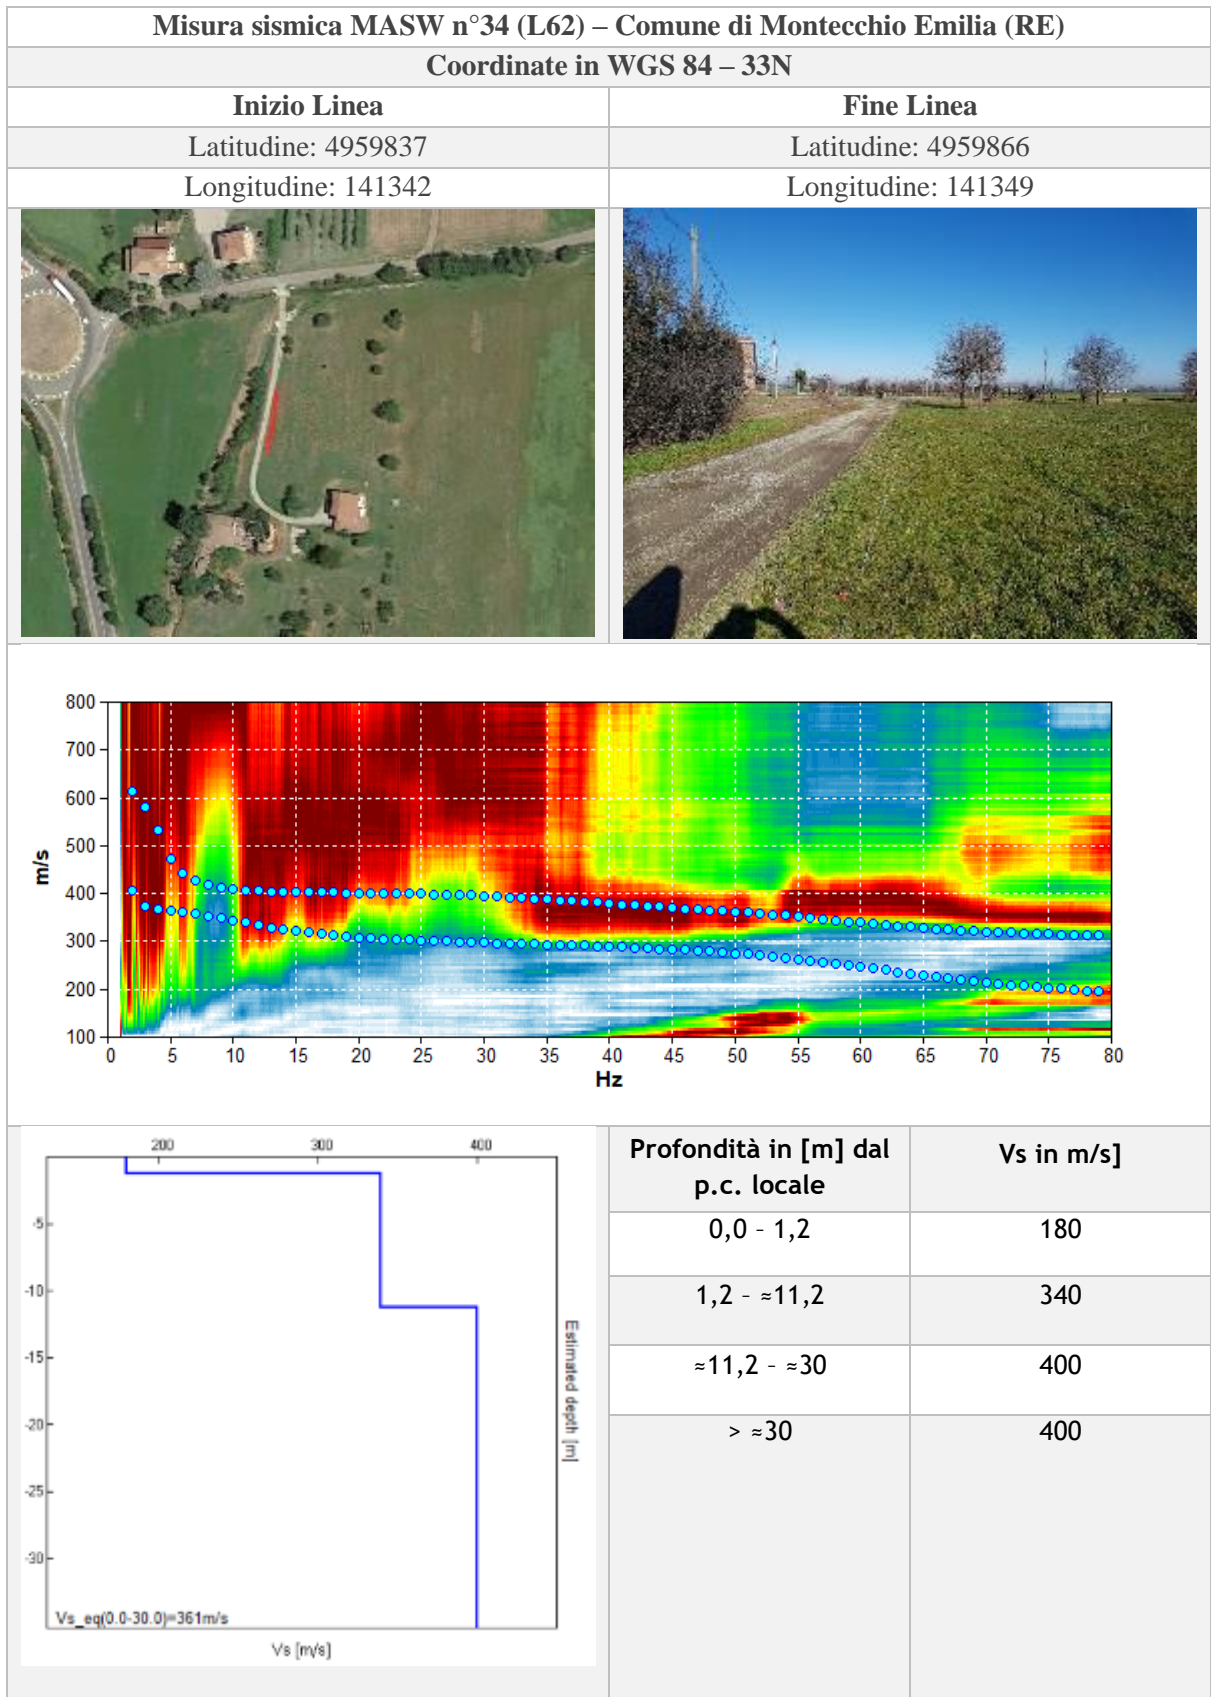 Misura sismica MASW n°34 (L62) – Comune di Montecchio Emilia (RE)
Coordinate in WGS 84 – 33N
Inizio Linea
Fine Linea
Latitudine: 4959837
Latitudine: 4959866
Longitudine: 141342
Longitudine: 141349
800
700
600
500
400
300
200
100
m/s
0 5 10 15 20 25 30 35 40 45 50 55 60 65 70 75 80
Hz
200 300 400
-5
-10
-15
-20
-25
-30
Estimated depth [m]
Vs_eq(0.0-30.0)=361m/s
Vs [m/s]
Profondità in [m] dal
p.c. locale
Vs in m/s]
0,0 – 1,2
180
1,2 – ≈11,2
340
≈11,2 – ≈30
400
> ≈30
400